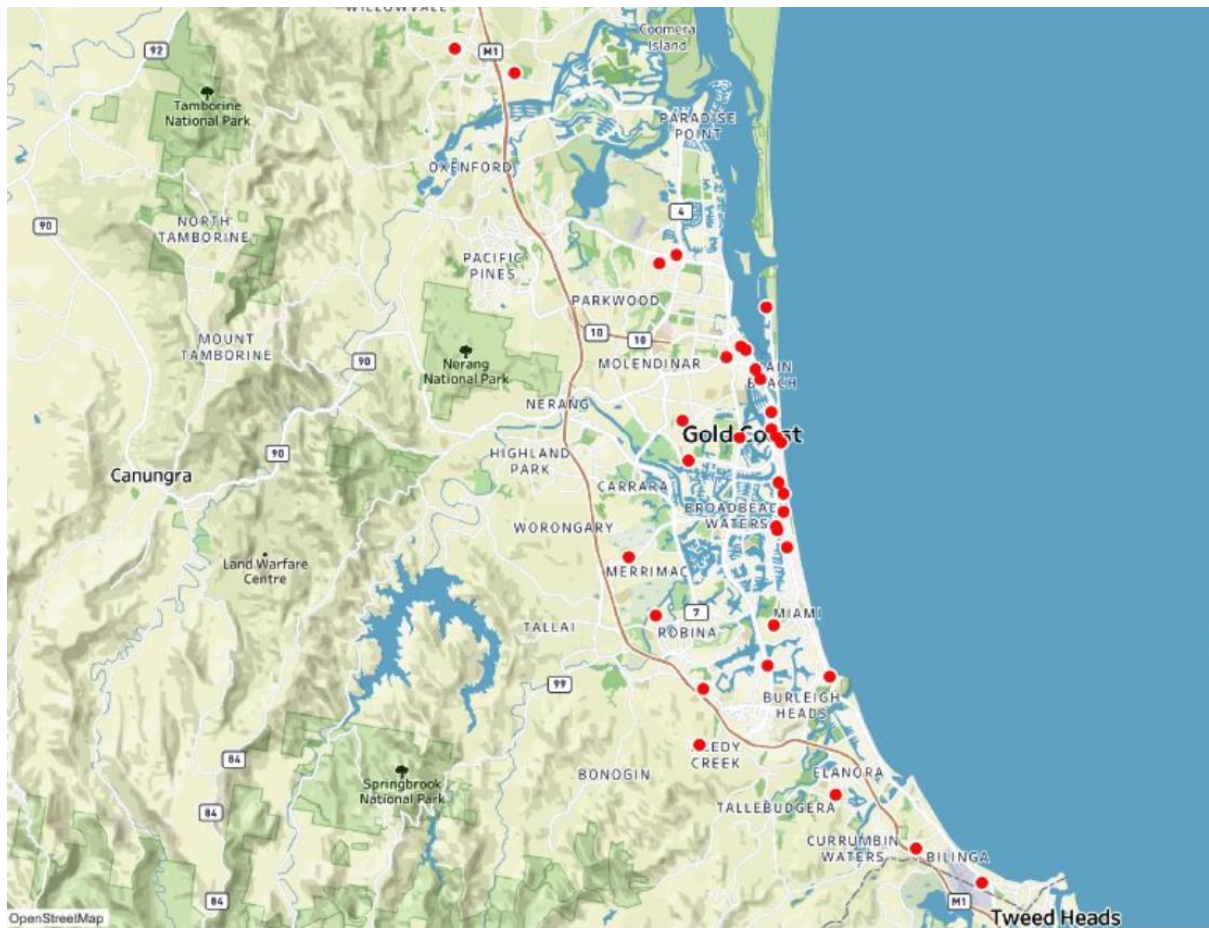 WILLOWVALE
Coomera
Island
92
M1
Tamborine
National Park
PARADISE
POINT
OXENFORD
4
90
NORTH
TAMBORINE
PACIFIC
PINES
PARKWOOD
10
10
MOUNT
TAMBORINE
90
MOLENDINAR
Nerang
National Park
BEACH
NERANG
Gold Coast
HIGHLAND
PARK
90
Canungra
CARRARA
BROADBEACH
WATERS
WORONGARY
Land Warfare
Centre
MERRIMAC
7
MIAMI
TALLAI
ROBINA
99
BURLEIGH
HEADS
84
CREEK
BONOGIN
ELANORA
Springbrook
National Park
TALLEBUDGERA
84
CURRUMBIN
WATERS
BILINGA
84
M1
OpenStreetMap
Tweed Heads